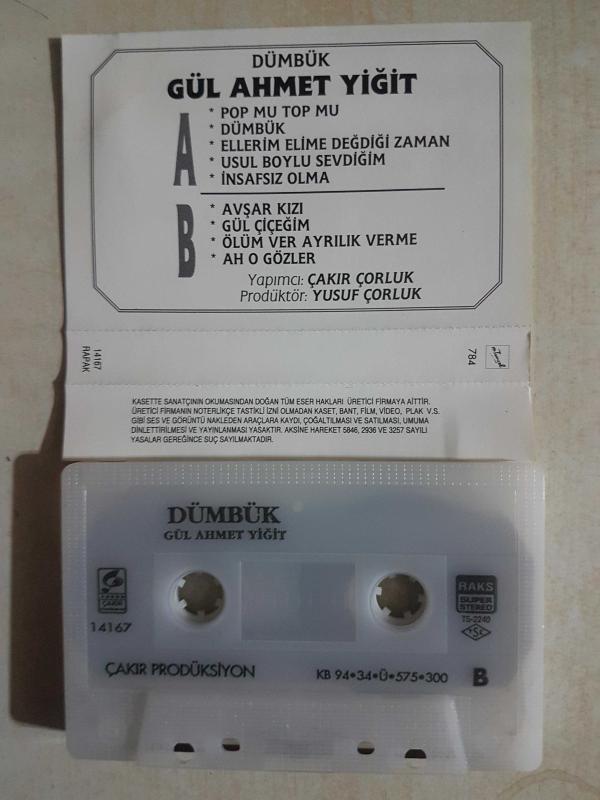 DÜMBÜK
GÜL AHMET YİĞİT
A
* POP MU TOP MU
* DÜMBÜK
* ELLERİM ELİME DEĞDİĞİ ZAMAN
* USUL BOYLU SEVDİĞİM
* İNSAFSIZ OLMA
B
* AVŞAR KIZI
* GÜL ÇİÇEĞİM
* ÖLÜM VER AYRILIK VERME
* AH O GÖZLER
Yapımcı: ÇAKIR ÇORLUK
Prodüktör: YUSUF ÇORLUK
14167
RAPAK
784
KASETTE SANATÇININ OKUMASINDAN DOĞAN TÜM ESER HAKLARI ÜRETİCİ FİRMAYA AİTTİR.
ÜRETİCİ FİRMANIN NOTERLİKÇE TASTİKLİ İZNİ OLMADAN KASET, BANT, FİLM, VİDEO, PLAK V.S.
GİBİ SES VE GÖRÜNTÜ NAKLEDEN ARAÇLARA KAYDI, ÇOĞALTILMASI VE SATILMASI, UMUMA
DİNLETTİRİLMESİ VE YAYINLANMASI YASAKTIR. AKSİNE HAREKET 5846, 2936 VE 3257 SAYILI
YASALAR GEREĞİNCE SUÇ SAYILMAKTADIR.
DÜMBÜK
GÜL AHMET YİĞİT
ÇAKIR
14167
RAKS
SUPER
STEREO
TS-2240
TSE
ÇAKIR PRODÜKSİYON
KB 94•34•Ü•575•300
B